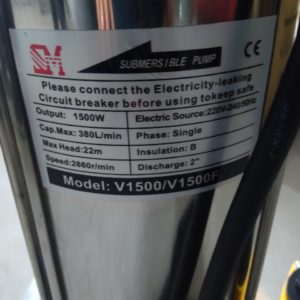 SM
SUBMERSIBLE PUMP
CE
Please connect the Electricity-leaking
Circuit breaker before using tokeep safe
Output: 1500W Electric Source:220V-240/50Hz
Cap.Max: 380L/min Phase: Single
Max Head:22m Insulation: B
Speed:2860r/min Discharge: 2"
Model: V1500/V1500F